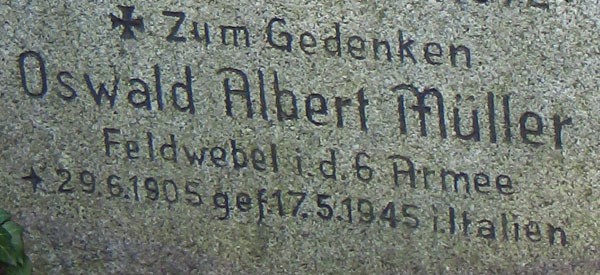 ✠ Zum Gedenken
Oswald Albert Müller
Feldwebel i.d. 6 Armee
* 29.6.1905 gef. 17.5.1945 i. Italien